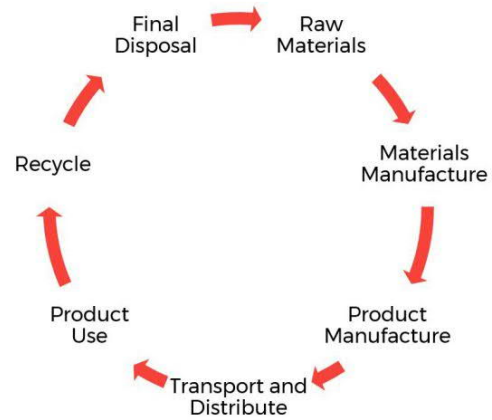 Final
Disposal
Raw
Materials
Materials
Manufacture
Product
Manufacture
Transport and
Distribute
Product
Use
Recycle